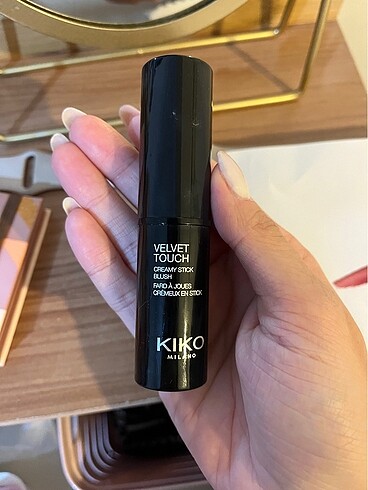 VELVET
TOUCH
CREAMY STICK
BLUSH
FARD À JOUES
CRÉMEUX EN STICK
KIKO
MILANO